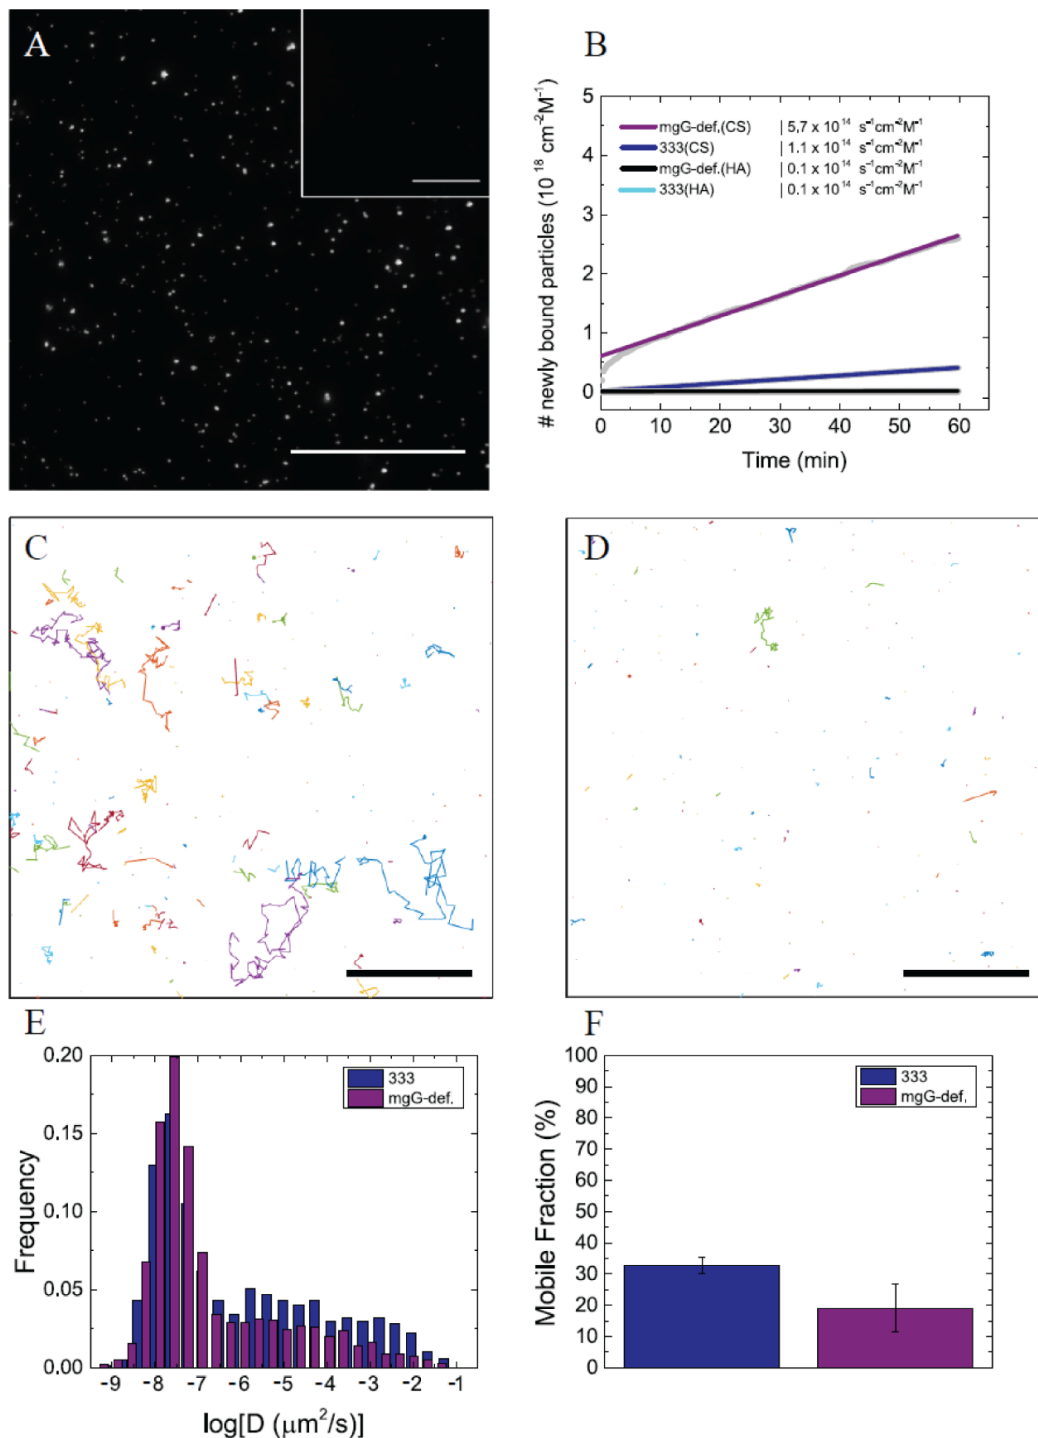 A
B
# newly bound particles (10^18 cm^-2M^-1)
5
4
3
2
1
0
mgG-def.(CS) | 5,7 x 10^14 s^-1cm^-2M^-1
333(CS) | 1.1 x 10^14 s^-1cm^-2M^-1
mgG-def.(HA) | 0.1 x 10^14 s^-1cm^-2M^-1
333(HA) | 0.1 x 10^14 s^-1cm^-2M^-1
0 10 20 30 40 50 60
Time (min)
C
D
E
Frequency
0.20
0.15
0.10
0.05
0.00
333
mgG-def.
-9 -8 -7 -6 -5 -4 -3 -2 -1
log[D (μm²/s)]
F
Mobile Fraction (%)
100
90
80
70
60
50
40
30
20
10
0
333
mgG-def.